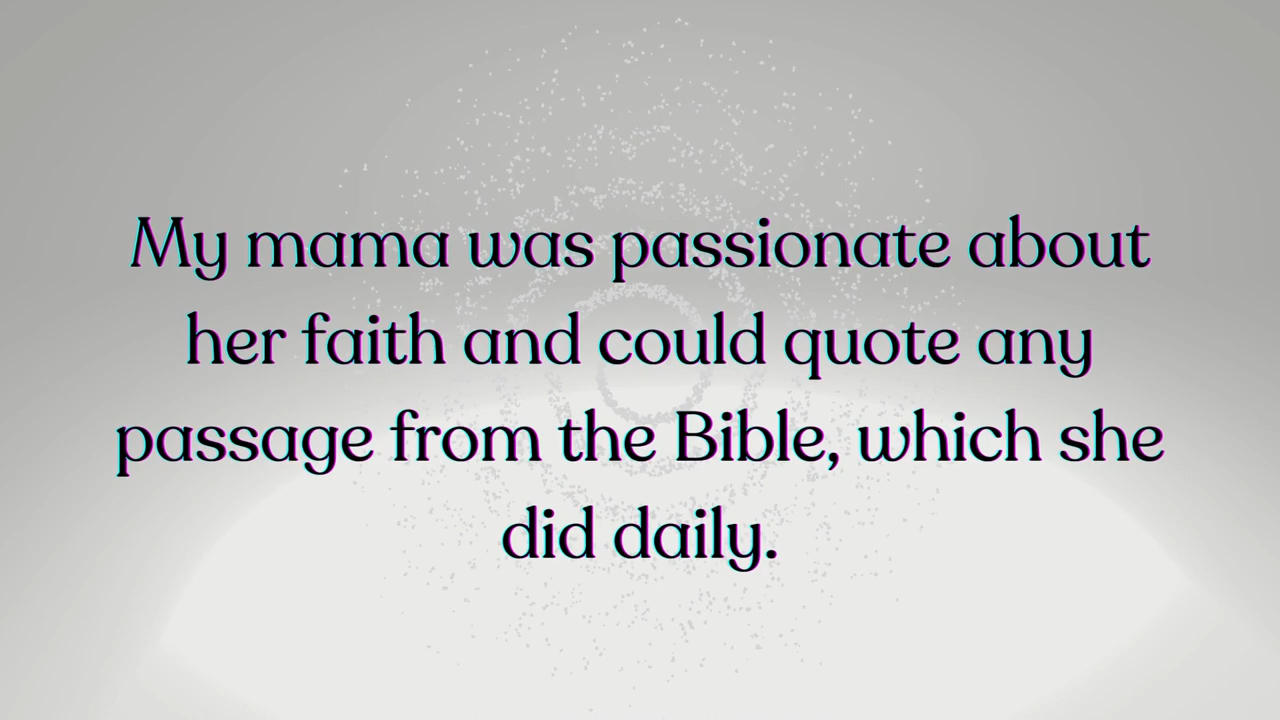 My mama was passionate about
her faith and could quote any
passage from the Bible, which she
did daily.